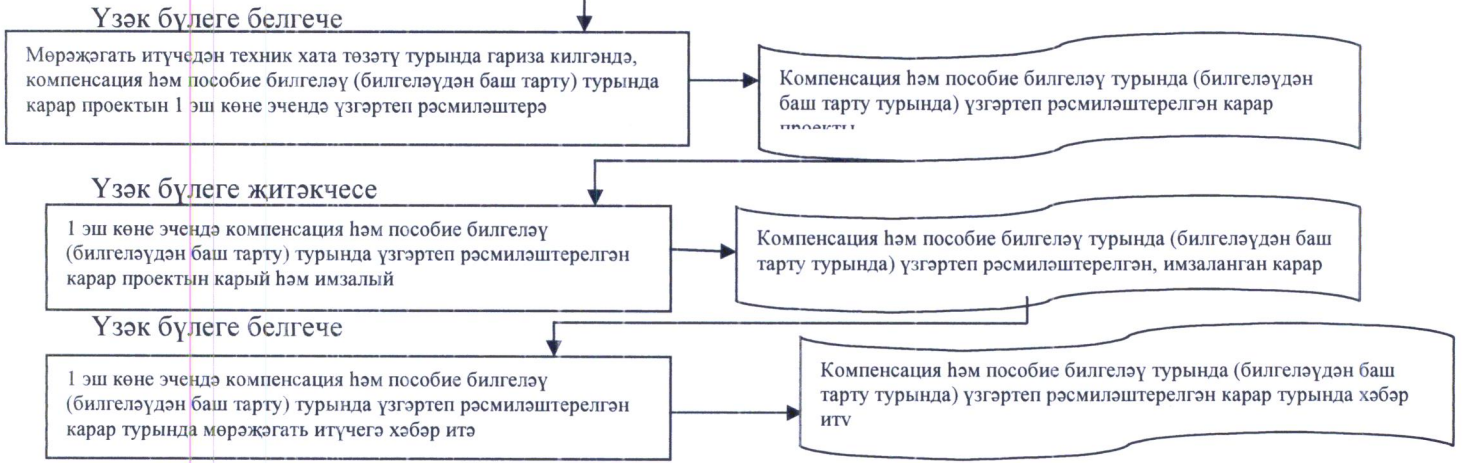 Үзәк бүлеге белгече
Мөрәҗәгать итүчедән техник хата төзәтү турында гариза килгәндә,
компенсация һәм пособие билгеләү (билгеләүдән баш тарту) турында
карар проектын 1 эш көне эчендә үзгәртеп рәсмиләштерә
Компенсация һәм пособие билгеләү турында (билгеләүдән
баш тарту турында) үзгәртеп рәсмиләштерелгән карар
проекты
Үзәк бүлеге җитәкчесе
1 эш көне эчендә компенсация һәм пособие билгеләү
(билгеләүдән баш тарту) турында үзгәртеп рәсмиләштерелгән
карар проектын карый һәм имзалый
Компенсация һәм пособие билгеләү турында (билгеләүдән баш
тарту турында) үзгәртеп рәсмиләштерелгән, имзаланган карар
Үзәк бүлеге белгече
1 эш көне эчендә компенсация һәм пособие билгеләү
(билгеләүдән баш тарту) турында үзгәртеп рәсмиләштерелгән
карар турында мөрәҗәгать итүчегә хәбәр итә
Компенсация һәм пособие билгеләү турында (билгеләүдән баш
тарту турында) үзгәртеп рәсмиләштерелгән карар турында хәбәр
итү